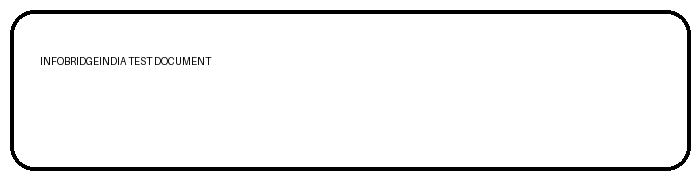 INFOBRIDGEINDIA TEST DOCUMENT